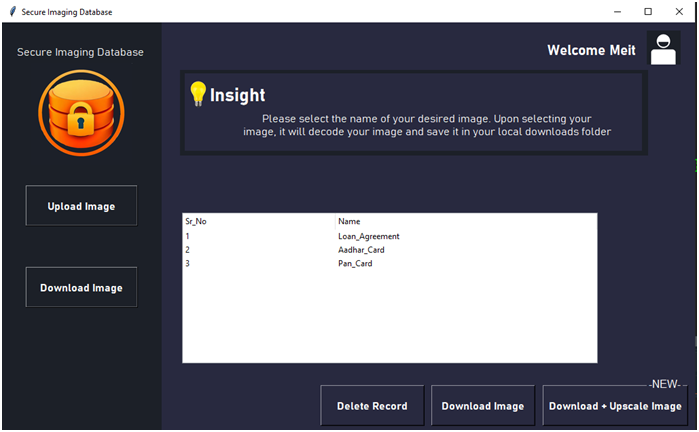 Secure Imaging Database
Secure Imaging Database
Welcome Meit
Insight
Please select the name of your desired image. Upon selecting your
image, it will decode your image and save it in your local downloads folder
Upload Image
Download Image
Sr_No Name
1 Loan_Agreement
2 Aadhar_Card
3 Pan_Card
-NEW-
Delete Record Download Image Download + Upscale Image